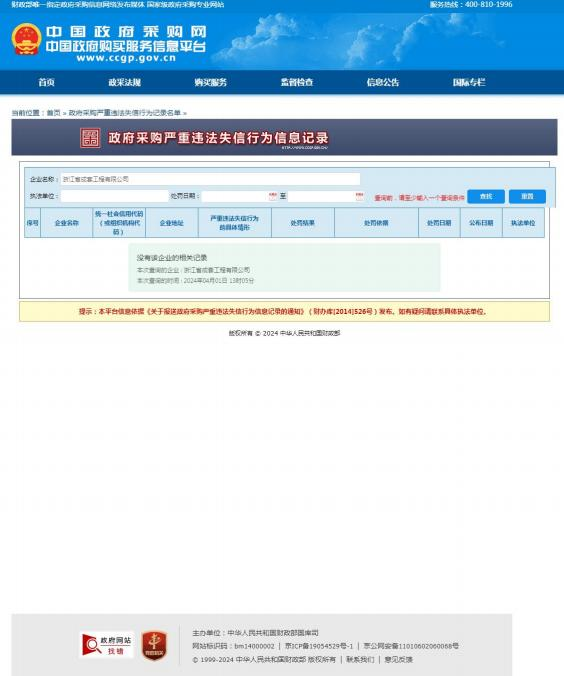 财政部唯一指定政府采购信息网络发布媒体 国家级政府采购专业网站
服务热线：400-810-1996
中国政府采购网
中国政府购买服务信息平台
www.ccgp.gov.cn
首页 政采法规 购买服务 监督检查 信息公告 国际专栏
当前位置：首页 » 政府采购严重违法失信行为记录名单 »
政府采购严重违法失信行为信息记录
HTTP://WWW.CCGP.GOV.CN
企业名称： 浙江省成套工程有限公司
执法单位： 处罚日期： 至 查询前，请至少输入一个查询条件 查找 重置
序号 企业名称 统一社会信用代码（或组织机构代码） 企业地址 严重违法失信行为的具体情形 处罚结果 处罚依据 处罚日期 公布日期 执法单位
没有该企业的相关记录
本次查询的企业：浙江省成套工程有限公司
本次查询的时间：2024年04月01日 13时05分
提示：本平台信息依据《关于报送政府采购严重违法失信行为信息记录的通知》（财办库[2014]526号）发布。如有疑问请联系具体执法单位。
版权所有 © 2024 中华人民共和国财政部
政府网站
找错
党政机关
主办单位：中华人民共和国财政部国库司
网站标识码：bm14000002 | 京ICP备19054529号-1 | 京公网安备11010602060068号
© 1999-2024 中华人民共和国财政部 版权所有 | 联系我们 | 意见反馈